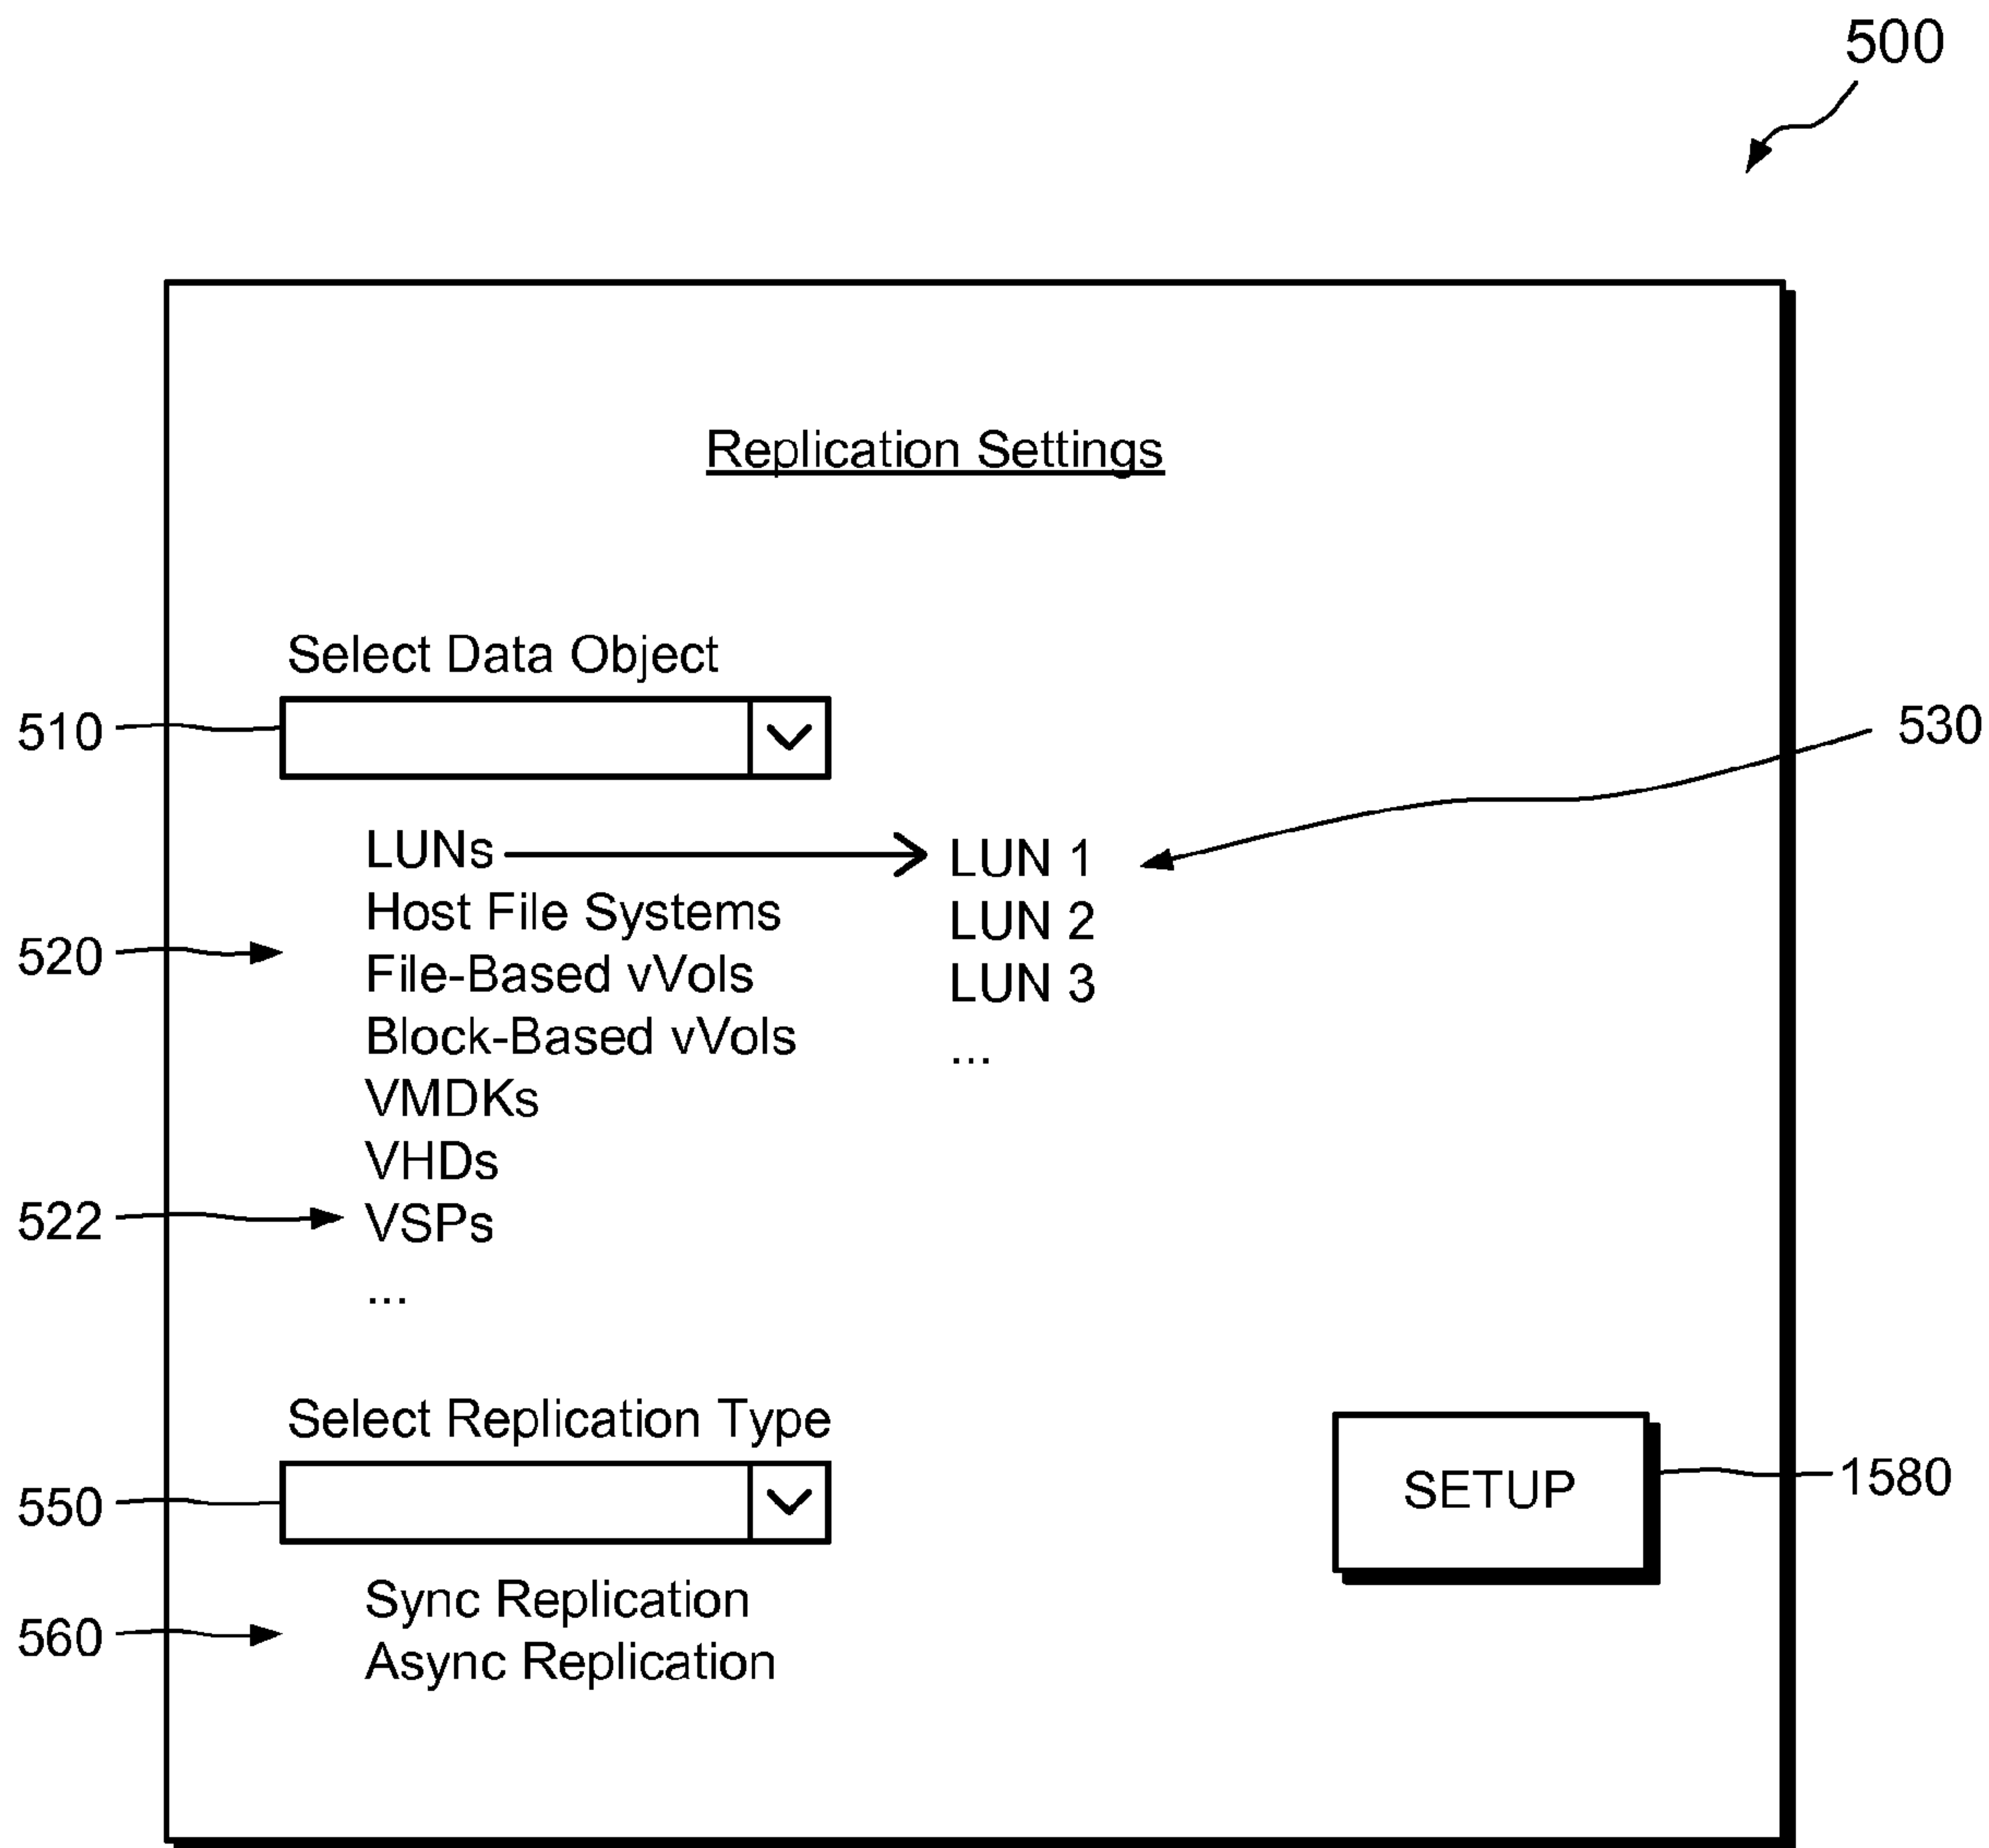 500
Replication Settings
Select Data Object
510
530
LUNs
LUN 1
Host File Systems
LUN 2
520
File-Based vVols
LUN 3
Block-Based vVols
...
VMDKs
VHDs
522
VSPs
...
Select Replication Type
550
SETUP
1580
Sync Replication
560
Async Replication